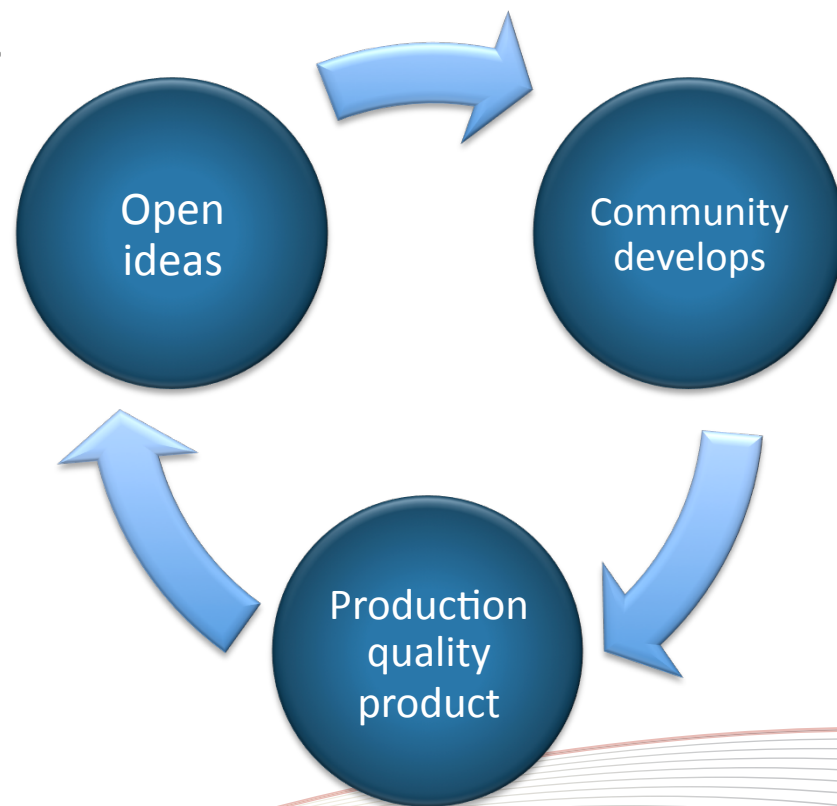 Open
ideas
Community
develops
Production
quality
product